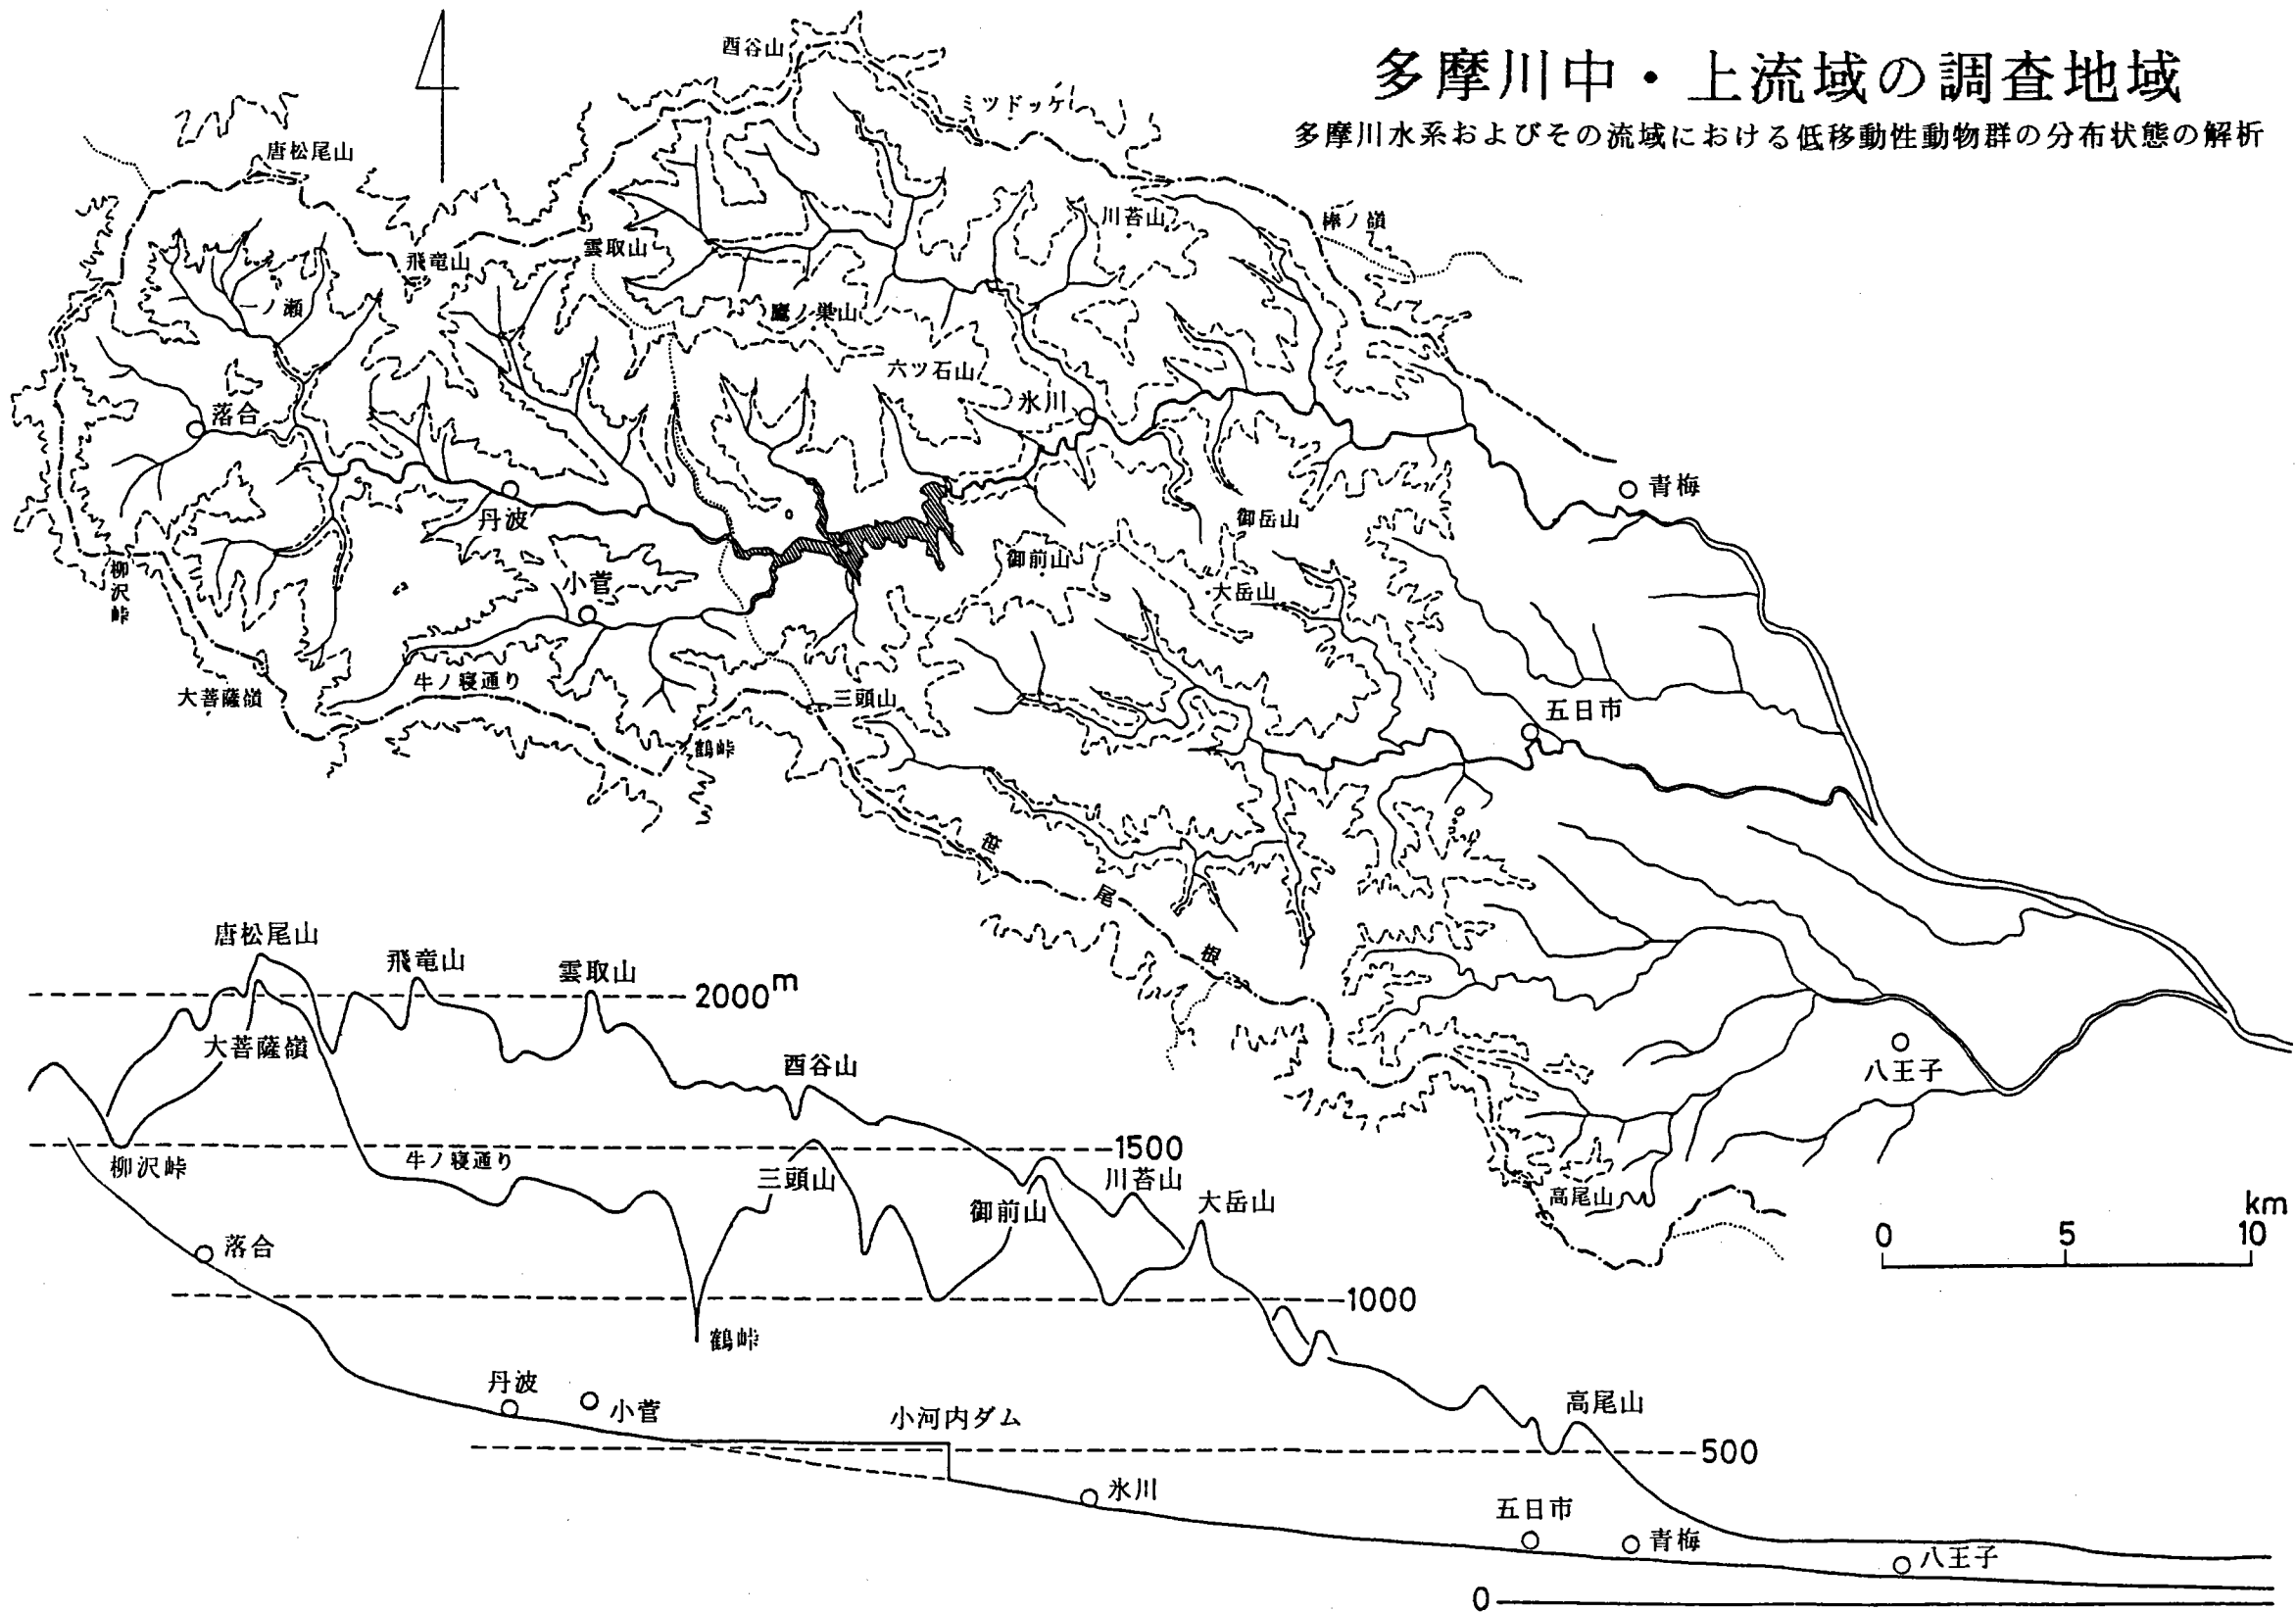 多摩川中・上流域の調査地域
多摩川水系およびその流域における低移動性動物群の分布状態の解析
酉谷山
ミツドッケ
唐松尾山
川苔山
棒ノ嶺
雲取山
飛竜山
一ノ瀬
鷹ノ巣山
六ツ石山
氷川
落合
青梅
丹波
御岳山
御前山
柳沢峠
小菅
大岳山
牛ノ寝通り
大菩薩嶺
三頭山
五日市
鶴峠
笹
尾
根
八王子
高尾山
km
0 5 10
唐松尾山
飛竜山
雲取山
2000m
大菩薩嶺
酉谷山
1500
柳沢峠
牛ノ寝通り
三頭山
川苔山
御前山
大岳山
落合
1000
鶴峠
丹波
小菅
小河内ダム
高尾山
500
氷川
五日市
青梅
八王子
0